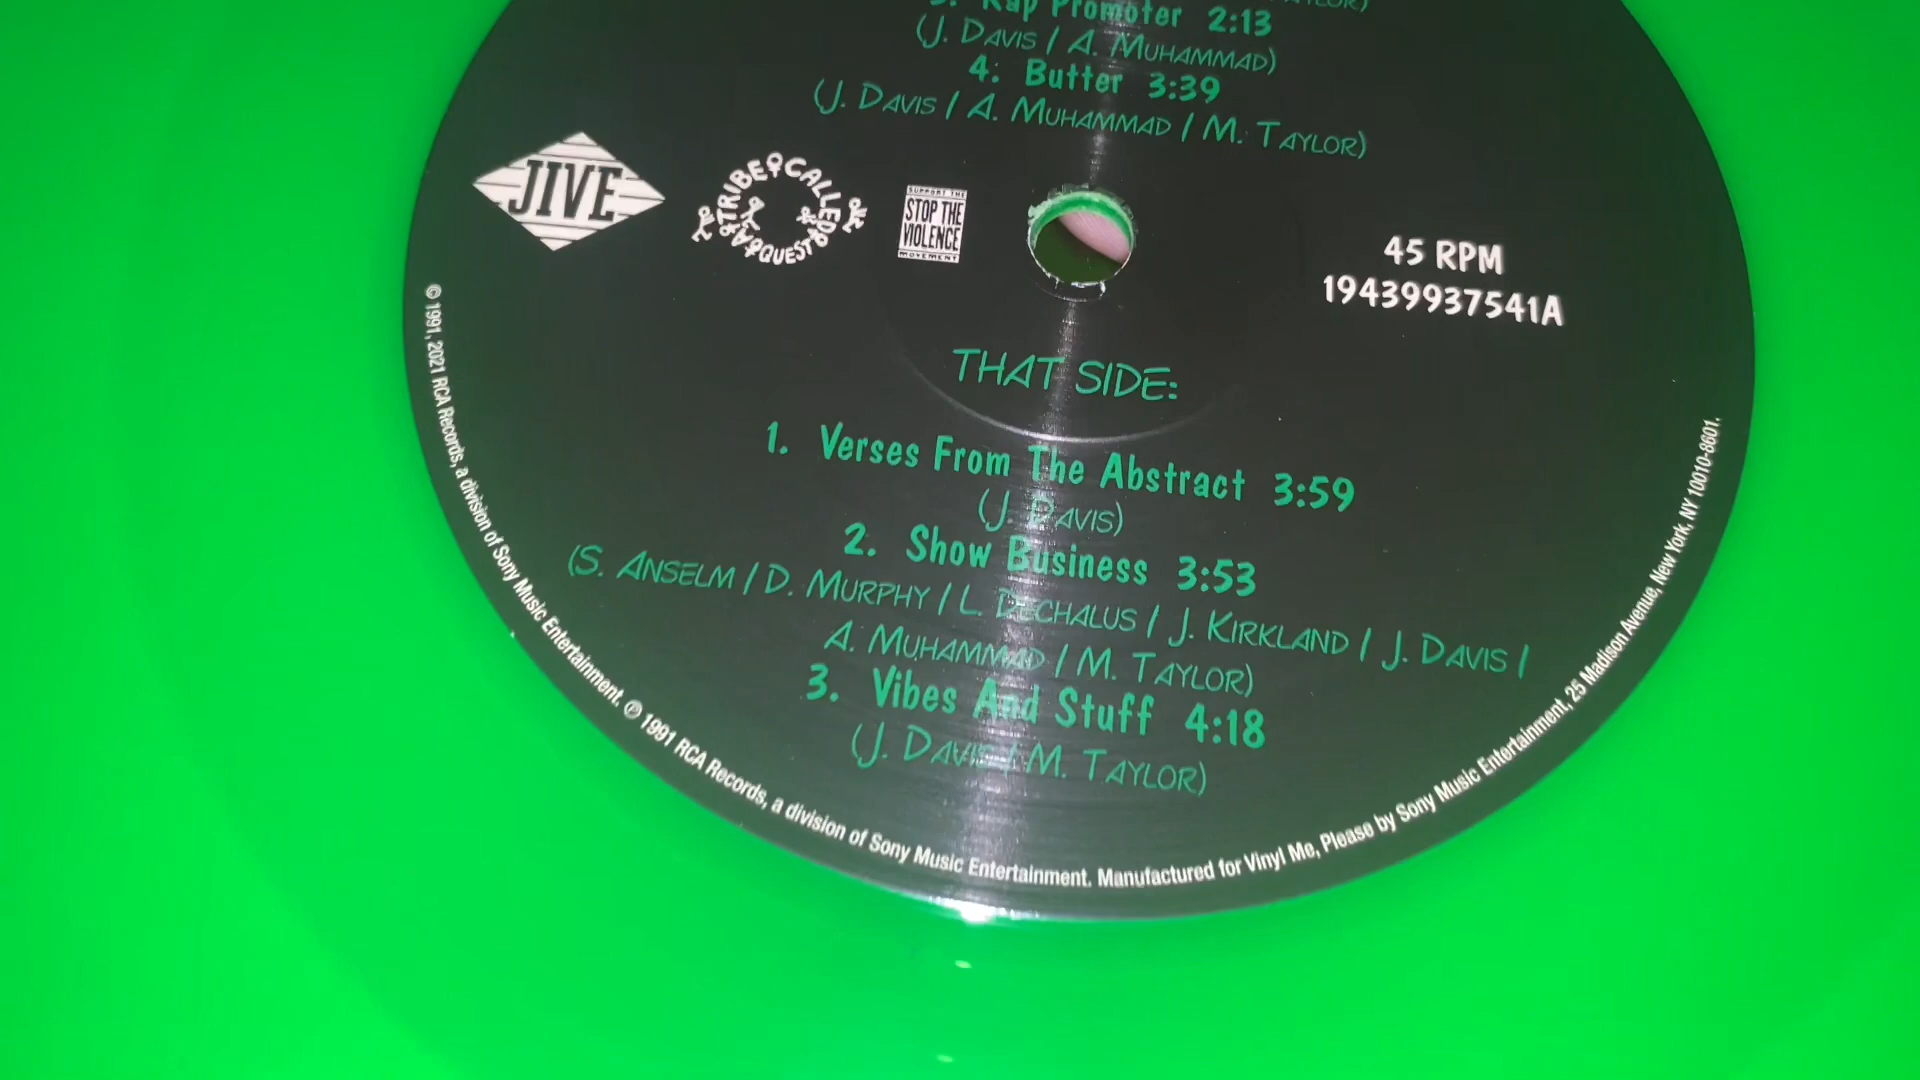 Rap Promoter 2:13
(J. Davis / A. Muhammad)
4: Butter 3:39
(J. Davis / A. Muhammad / M. Taylor)
JIVE
A TRIBE CALLED QUEST
SUPPORT THE
STOP THE
VIOLENCE
MOVEMENT
45 RPM
19439937541A
THAT SIDE:
1. Verses From The Abstract 3:59
(J. Davis)
2. Show Business 3:53
(S. Anselm / D. Murphy / L. Dechalus / J. Kirkland / J. Davis /
A. Muhammad / M. Taylor)
3. Vibes And Stuff 4:18
(J. Davis / M. Taylor)
© 1991, 2021 RCA Records, a division of Sony Music Entertainment. ℗ 1991 RCA Records, a division of Sony Music Entertainment. Manufactured for Vinyl Me, Please by Sony Music Entertainment, 25 Madison Avenue, New York, NY 10010-8601.